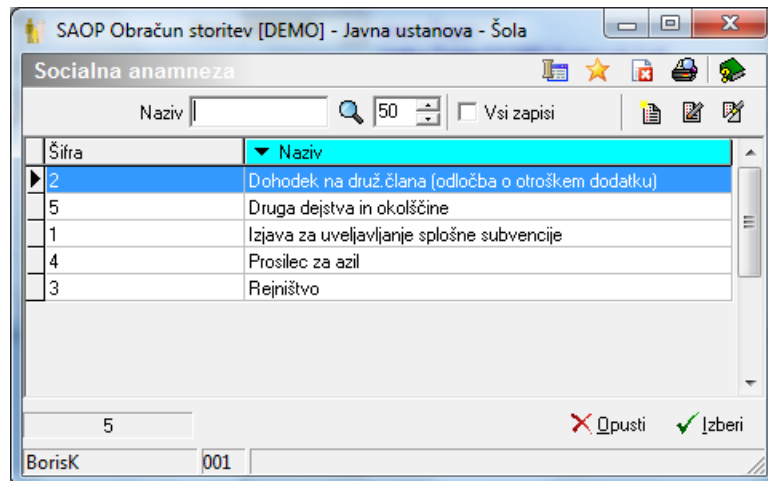 SAOP Obračun storitev [DEMO] - Javna ustanova - Šola
Socialna anamneza
Naziv 50 Vsi zapisi
Šifra Naziv
2 Dohodek na druž.člana (odločba o otroškem dodatku)
5 Druga dejstva in okolščine
1 Izjava za uveljavljanje splošne subvencije
4 Prosilec za azil
3 Rejništvo
5 Opusti Izberi
BorisK 001